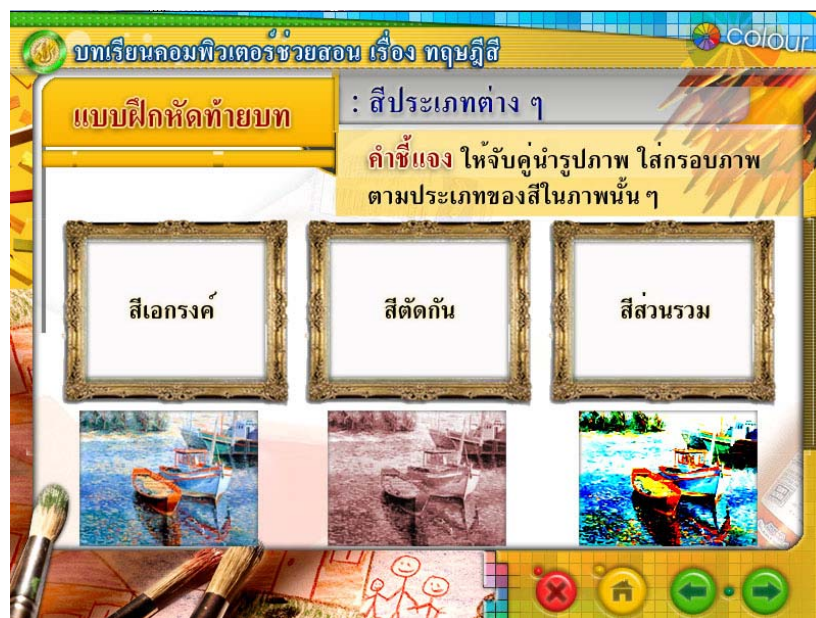 บทเรียนคอมพิวเตอร์ช่วยสอน เรื่อง ทฤษฎีสี
colour
แบบฝึกหัดท้ายบท
: สีประเภทต่าง ๆ
คำชี้แจง ให้จับคู่นำรูปภาพ ใส่กรอบภาพ
ตามประเภทของสีในภาพนั้น ๆ
สีเอกรงค์
สีตัดกัน
สีส่วนรวม